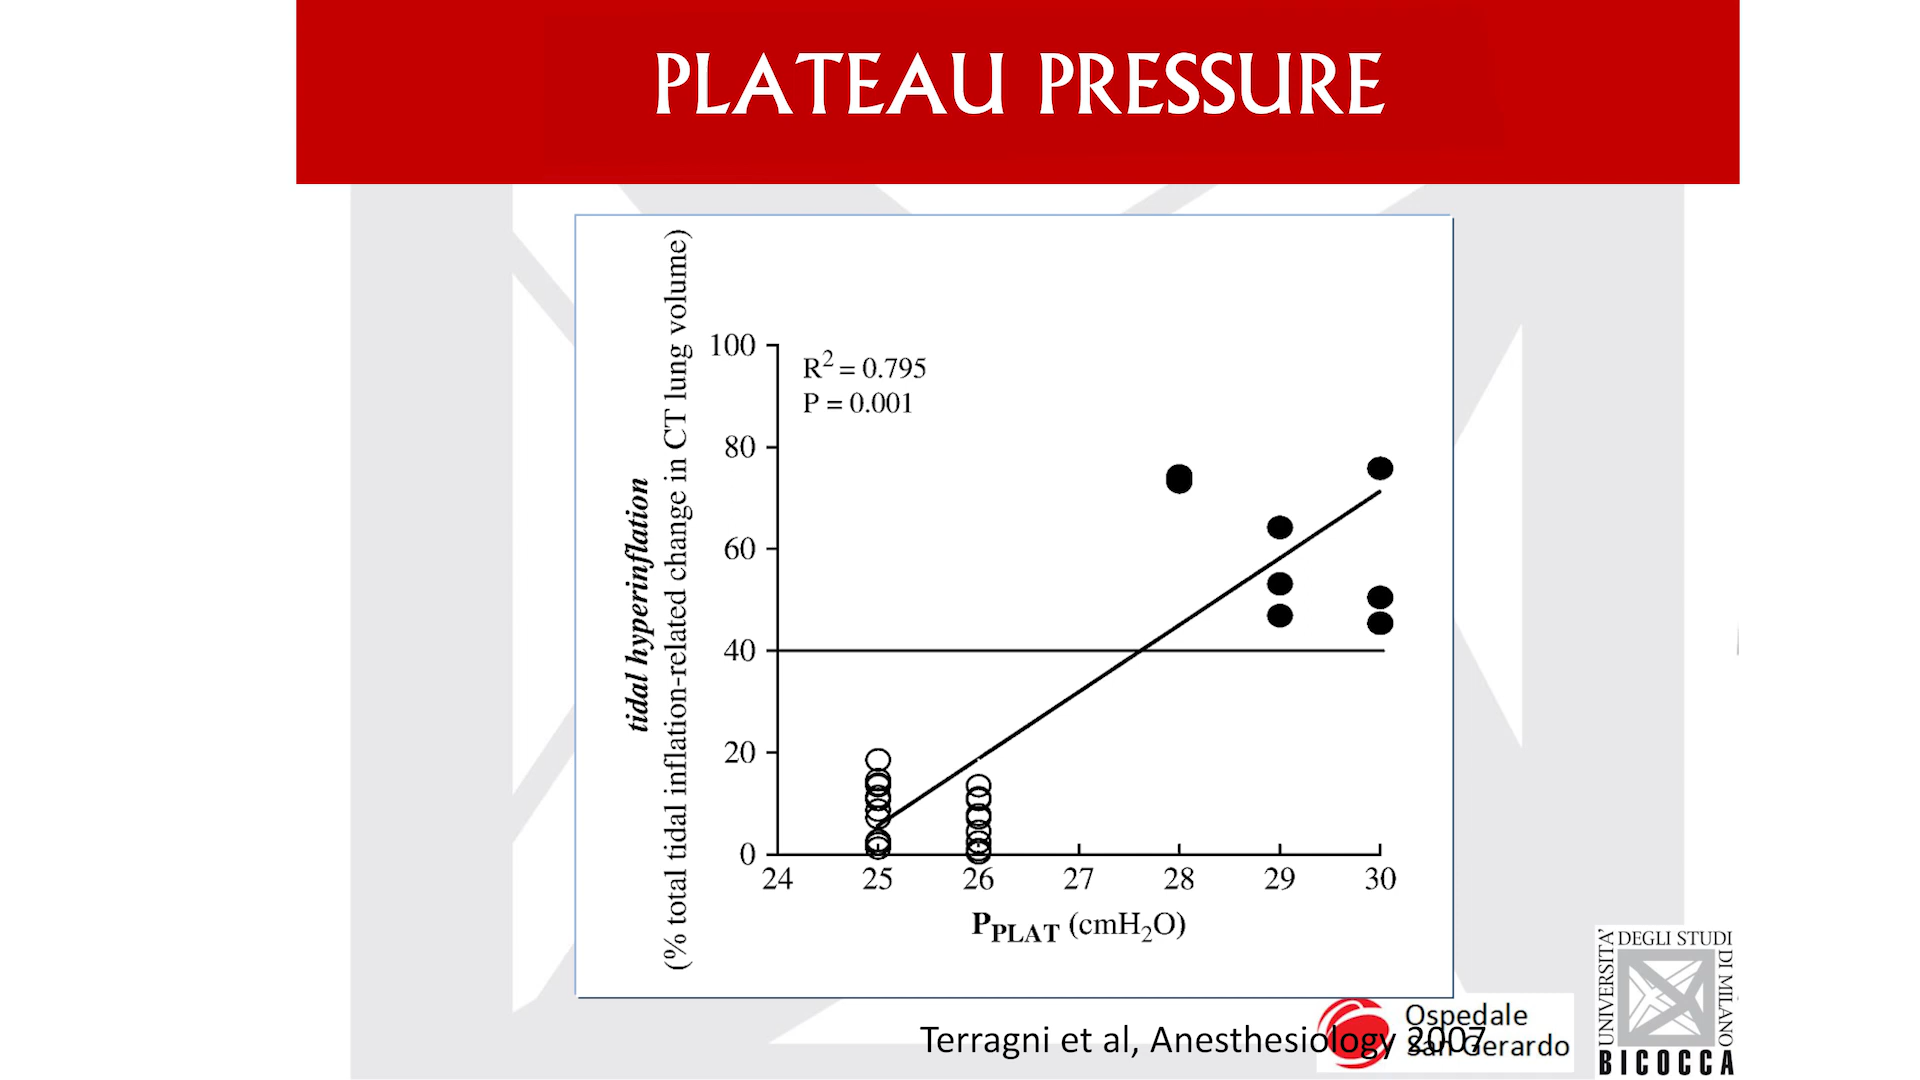 PLATEAU PRESSURE
tidal hyperinflation
(% total tidal inflation-related change in CT lung volume)
R² = 0.795
P = 0.001
100
80
60
40
20
0
24 25 26 27 28 29 30
PPLAT (cmH₂O)
Terragni et al, Anesthesiology 2007
Ospedale
San Gerardo
UNIVERSITA' DEGLI STUDI DI MILANO
BICOCCA